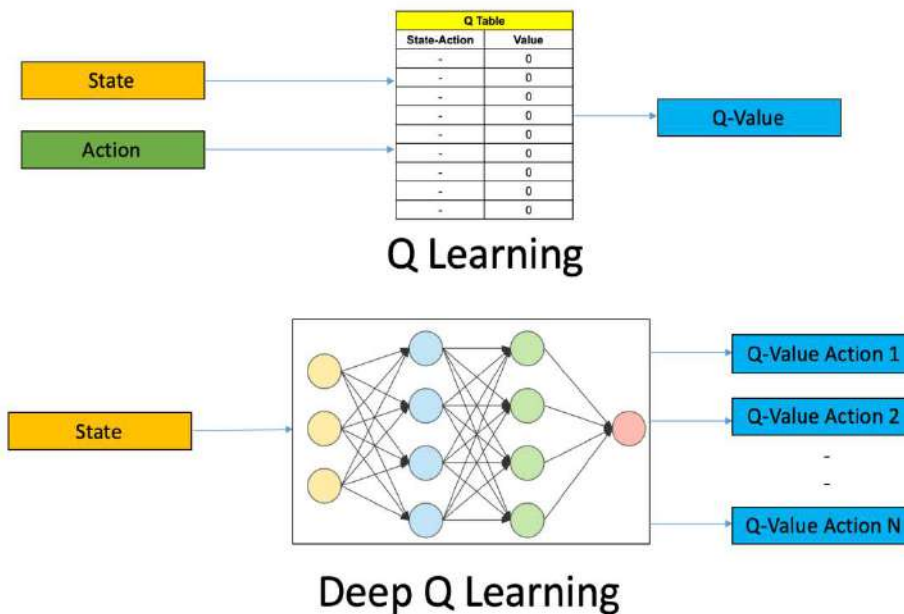 Q Table
State-Action Value
- 0
- 0
- 0
- 0
- 0
- 0
- 0
- 0
- 0
State
Action
Q-Value
Q Learning
State
Q-Value Action 1
Q-Value Action 2
-
-
Q-Value Action N
Deep Q Learning